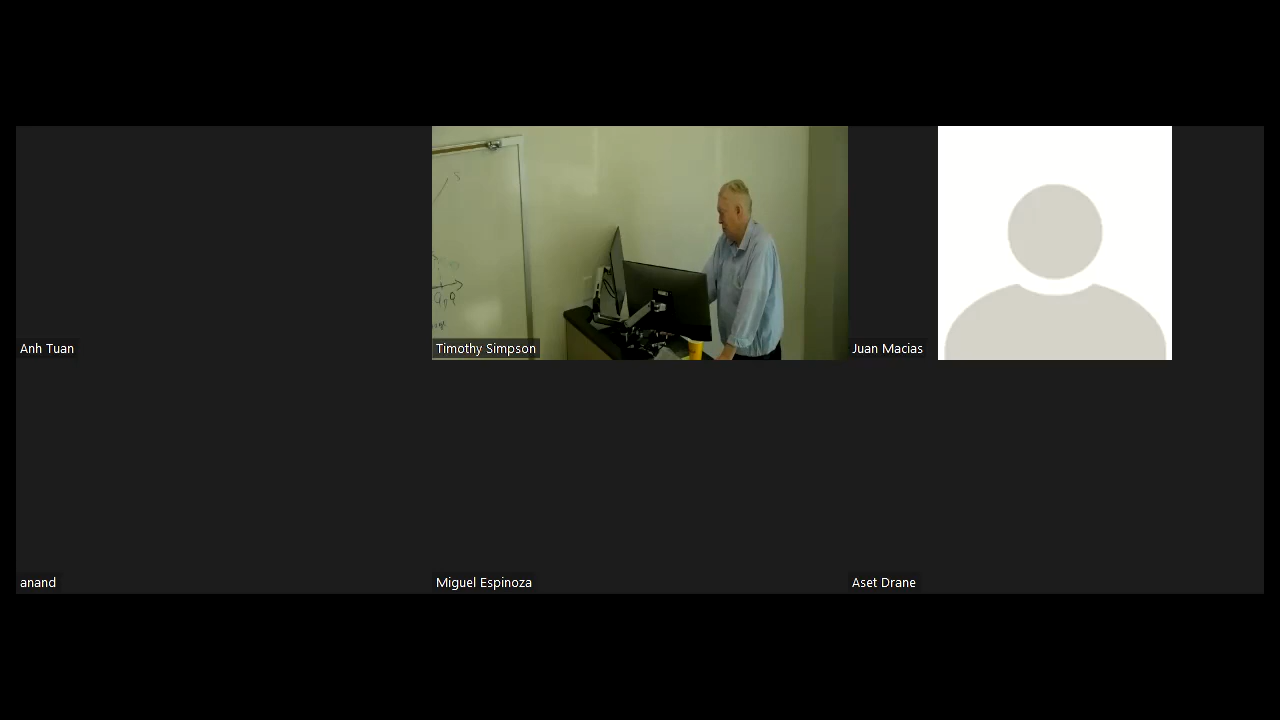 S
Anh Tuan
Timothy Simpson
Juan Macias
anand
Miguel Espinoza
Aset Drane